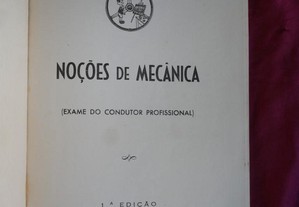 NOÇÕES DE MECÂNICA
(EXAME DO CONDUTOR PROFISSIONAL)
1.ª EDIÇÃO